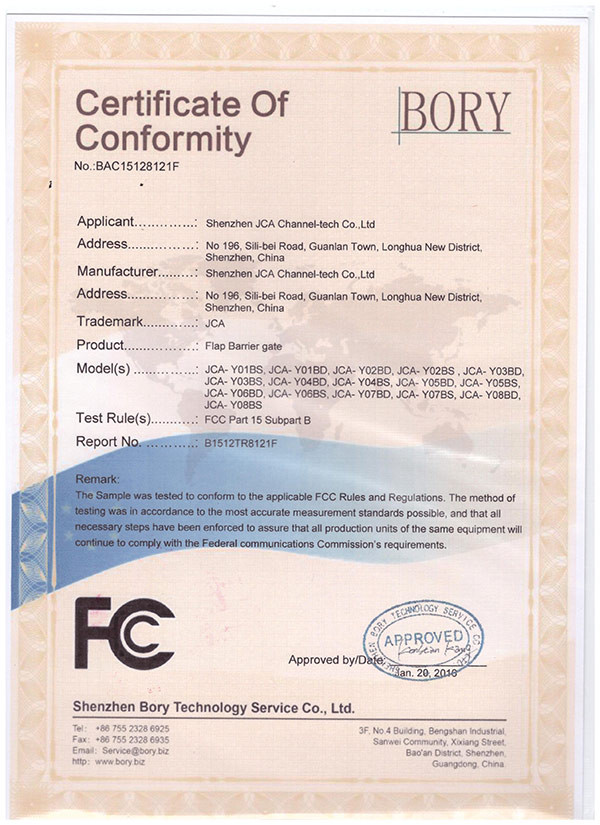 Certificate Of
Conformity
BORY
No.:BAC15128121F
Applicant..............: Shenzhen JCA Channel-tech Co.,Ltd
Address...............: No 196, Sili-bei Road, Guanlan Town, Longhua New District,
Shenzhen, China
Manufacturer.........: Shenzhen JCA Channel-tech Co.,Ltd
Address...............: No 196, Sili-bei Road, Guanlan Town, Longhua New District,
Shenzhen, China
Trademark............: JCA
Product................: Flap Barrier gate
Model(s) ..............: JCA- Y01BS, JCA- Y01BD, JCA- Y02BD, JCA- Y02BS , JCA- Y03BD,
JCA- Y03BS, JCA- Y04BD, JCA- Y04BS, JCA- Y05BD, JCA- Y05BS,
JCA- Y06BD, JCA- Y06BS, JCA- Y07BD, JCA- Y07BS, JCA- Y08BD,
JCA- Y08BS
Test Rule(s)...........: FCC Part 15 Subpart B
Report No. ...........: B1512TR8121F
Remark:
The Sample was tested to conform to the applicable FCC Rules and Regulations. The method of
testing was in accordance to the most accurate measurement standards possible, and that all
necessary steps have been enforced to assure that all production units of the same equipment will
continue to comply with the Federal communications Commission's requirements.
FCC
SHENZHEN BORY TECHNOLOGY SERVICE CO., LTD
APPROVED
Approved by/Date:
Jan. 20, 2016
Shenzhen Bory Technology Service Co., Ltd.
Tel: +86 755 2328 6925
Fax: +86 755 2328 6935
Email: Service@bory.biz
http: www.bory.biz
3F, No.4 Building, Bengshan Industrial,
Sanwei Community, Xixiang Street,
Bao'an District, Shenzhen,
Guangdong, China